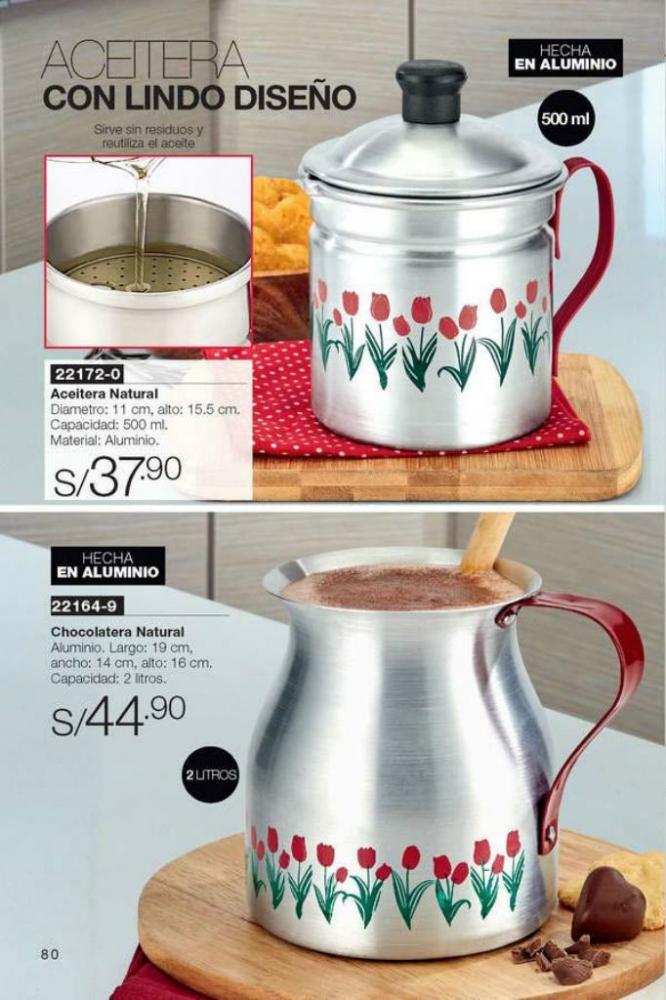 ACEITERA
CON LINDO DISEÑO
Sirve sin residuos y
reutiliza el aceite
HECHA
EN ALUMINIO
500 ml
22172-0
Aceitera Natural
Diametro: 11 cm, alto: 15.5 cm.
Capacidad: 500 ml.
Material: Aluminio.
S/37.90
HECHA
EN ALUMINIO
22164-9
Chocolatera Natural
Aluminio. Largo: 19 cm,
ancho: 14 cm, alto: 16 cm.
Capacidad: 2 litros.
S/44.90
2 LITROS
80